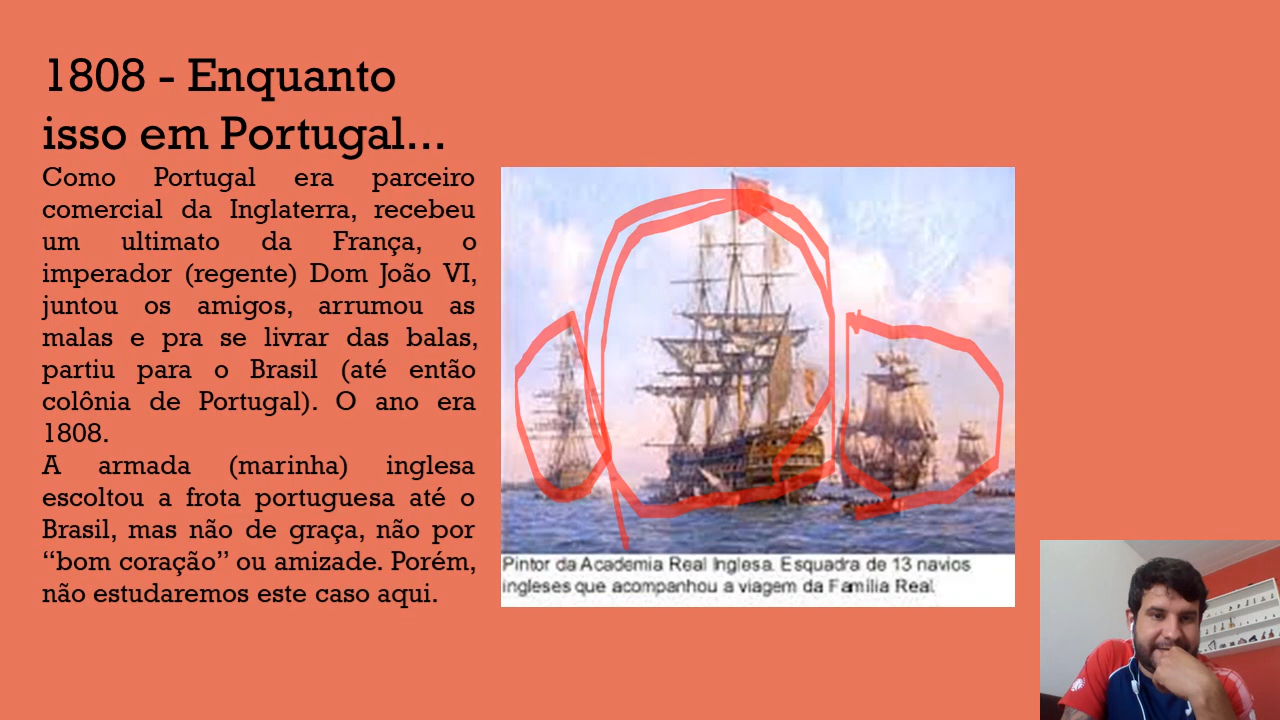 1808 - Enquanto
isso em Portugal...
Como Portugal era parceiro
comercial da Inglaterra, recebeu
um ultimato da França, o
imperador (regente) Dom João VI,
juntou os amigos, arrumou as
malas e pra se livrar das balas,
partiu para o Brasil (até então
colônia de Portugal). O ano era
1808.
A armada (marinha) inglesa
escoltou a frota portuguesa até o
Brasil, mas não de graça, não por
“bom coração” ou amizade. Porém,
não estudaremos este caso aqui.
Pintor da Academia Real Inglesa. Esquadra de 13 navios
ingleses que acompanhou a viagem da Família Real.